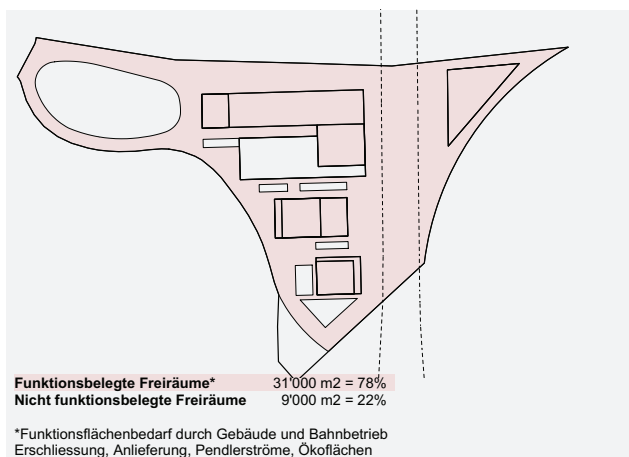 Funktionsbelegte Freiräume* 31'000 m2 = 78%
Nicht funktionsbelegte Freiräume 9'000 m2 = 22%
*Funktionsflächenbedarf durch Gebäude und Bahnbetrieb
Erschliessung, Anlieferung, Pendlerströme, Ökoflächen